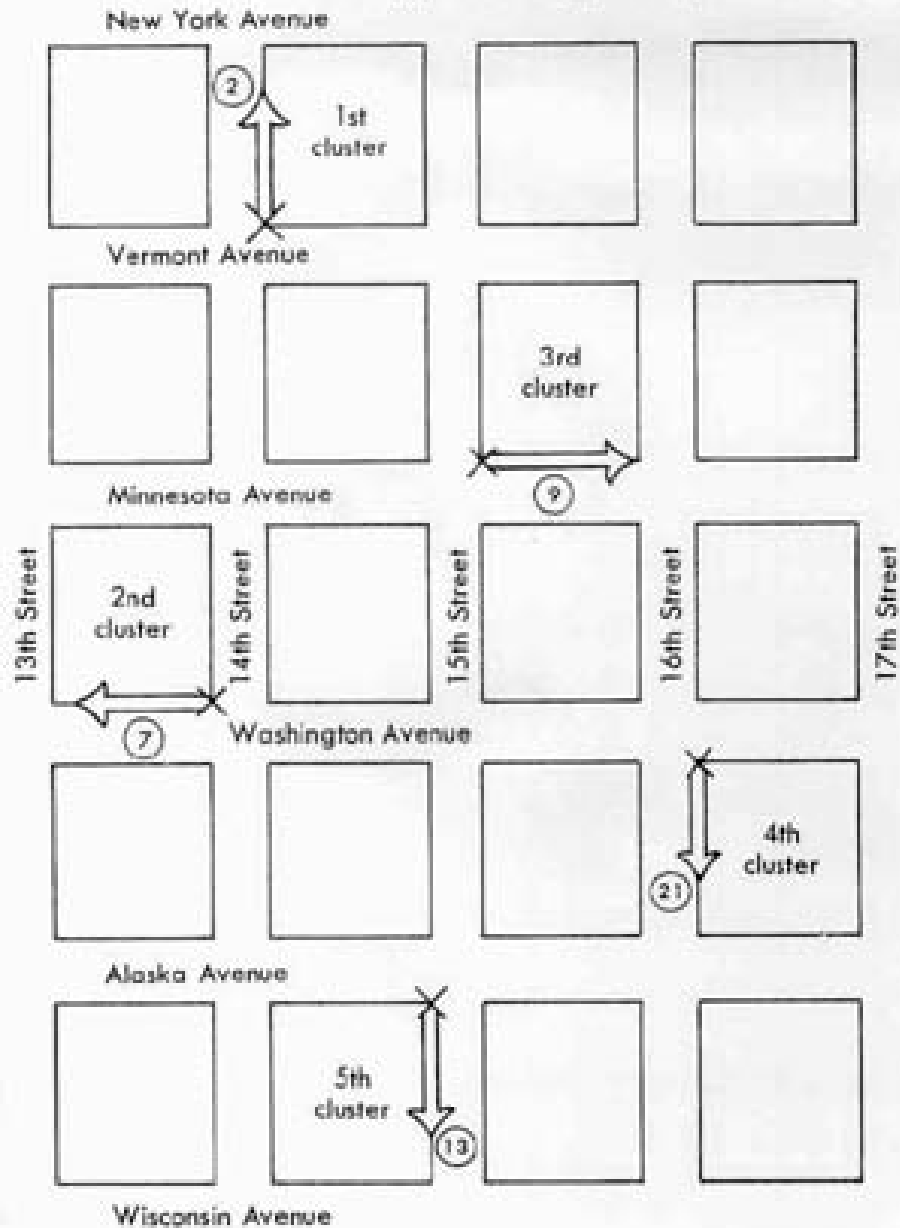 New York Avenue
2
1st
cluster
Vermont Avenue
3rd
cluster
9
Minnesota Avenue
13th Street
2nd
cluster
14th Street
15th Street
16th Street
17th Street
7
Washington Avenue
4th
cluster
21
Alaska Avenue
5th
cluster
13
Wisconsin Avenue